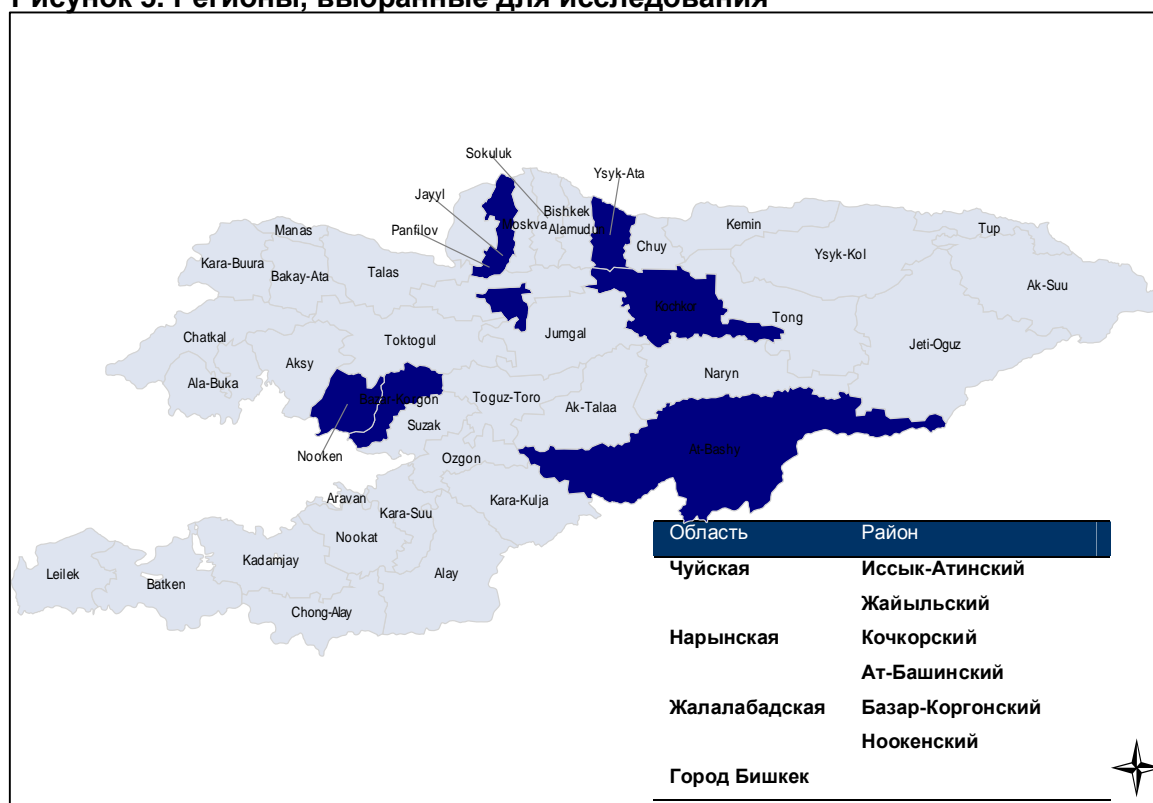 Рисунок 3. Регионы, выбранные для исследования
Sokuluk
Ysyk-Ata
Jayyl
Bishkek
Moskva
Alamudun
Panfilov
Manas
Kemin
Tup
Chuy
Kara-Buura
Ysyk-Kol
Bakay-Ata
Talas
Ak-Suu
Kochkor
Tong
Chatkal
Toktogul
Jumgal
Jeti-Oguz
Aksy
Naryn
Ala-Buka
Bazar-Korgon
Toguz-Toro
Ak-Talaa
Suzak
At-Bashy
Nooken
Ozgon
Aravan
Kara-Kulja
Kara-Suu
Nookat
Kadamjay
Leilek
Batken
Alay
Chong-Alay
Область Район
Чуйская Иссык-Атинский
Жайыльский
Нарынская Кочкорский
Ат-Башинский
Жалалабадская Базар-Коргонский
Ноокенский
Город Бишкек